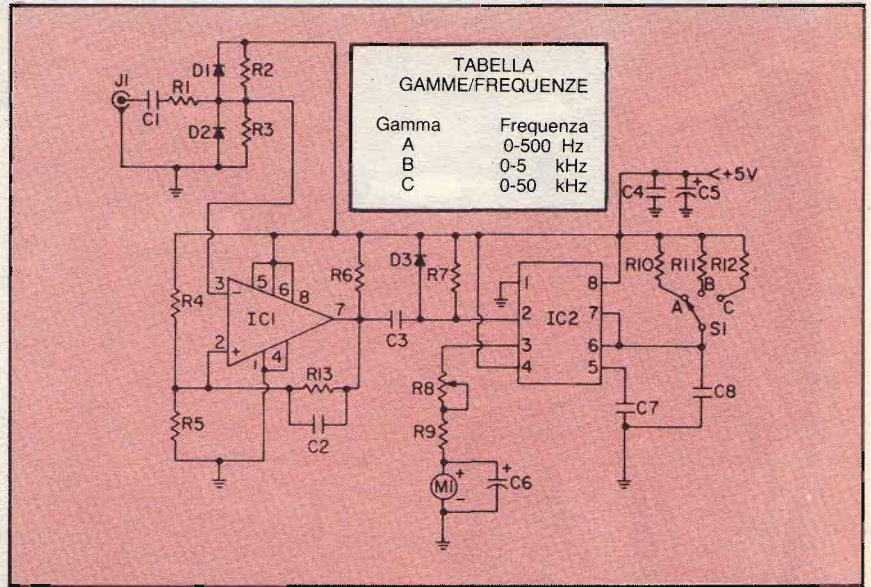 TABELLA
GAMME/FREQUENZE
Gamma Frequenza
A 0-500 Hz
B 0-5 kHz
C 0-50 kHz
J1
C1
R1
D1
R2
D2
R3
+5V
C4
C5
R4
R6
D3
R7
R10
R11
R12
A
B
C
S1
3
−
5
6
8
IC1
7
2
+
1
4
C3
1
8
2
IC2
7
3
6
4
5
R13
C2
R5
R8
R9
C7
C8
M1
+
−
+
C6